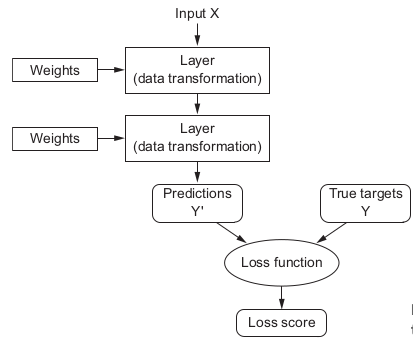 Input X
Layer
(data transformation)
Weights
Layer
(data transformation)
Weights
Predictions
Y'
True targets
Y
Loss function
Loss score